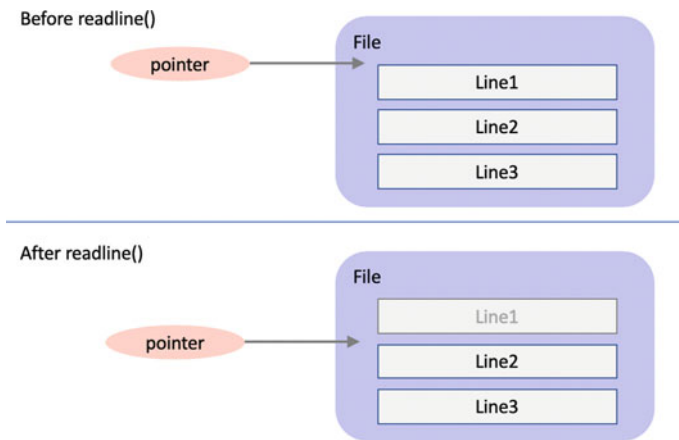 Before readline()
File
pointer
Line1
Line2
Line3
After readline()
File
Line1
pointer
Line2
Line3